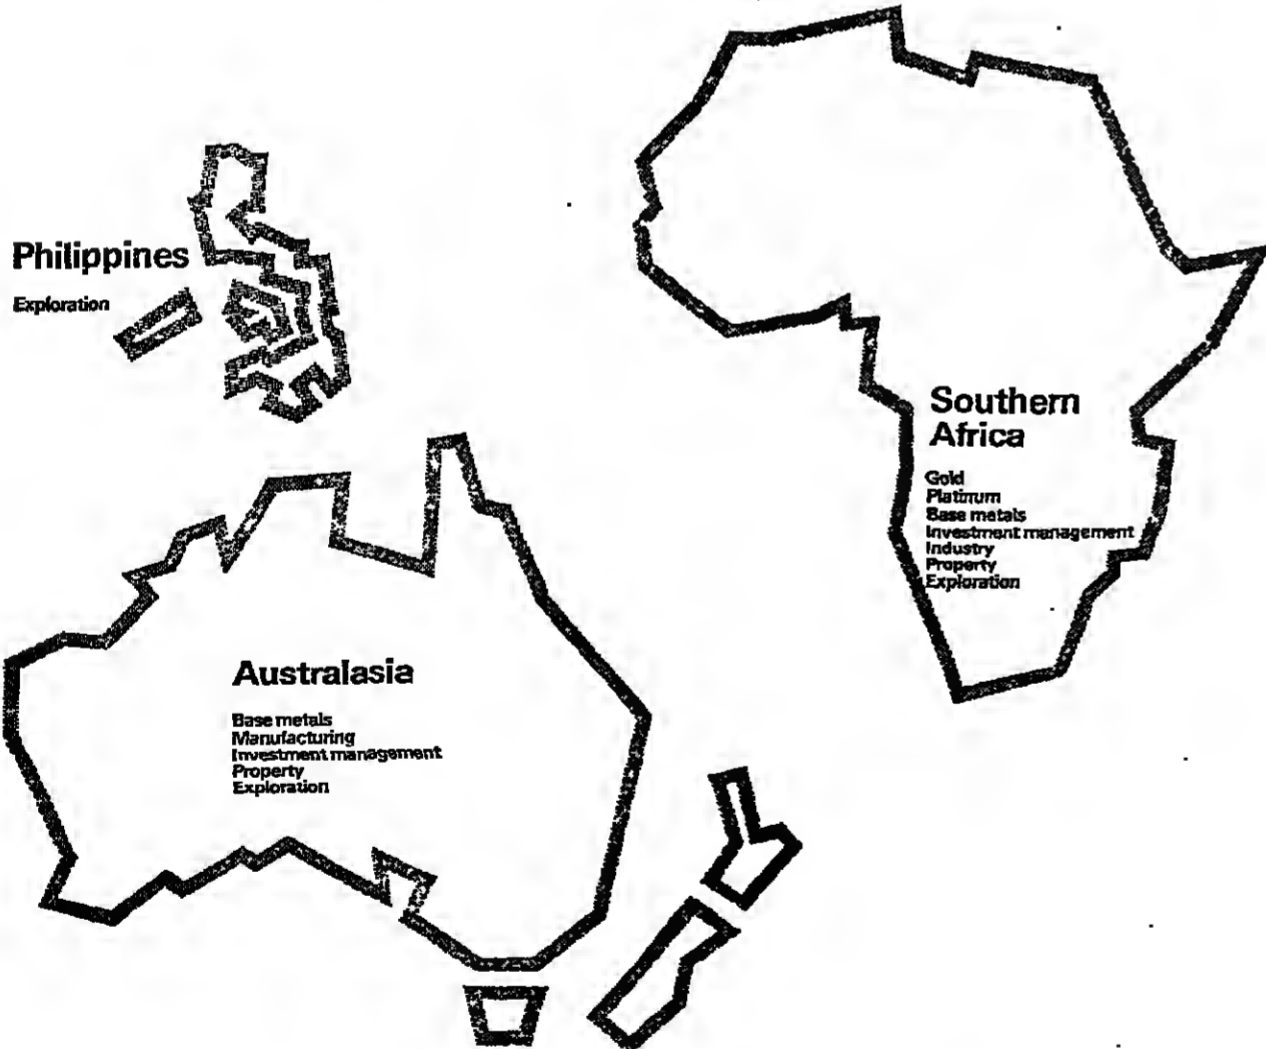 Philippines
Exploration
Southern
Africa
Gold
Platinum
Base metals
Investment management
Industry
Property
Exploration
Australasia
Base metals
Manufacturing
Investment management
Property
Exploration